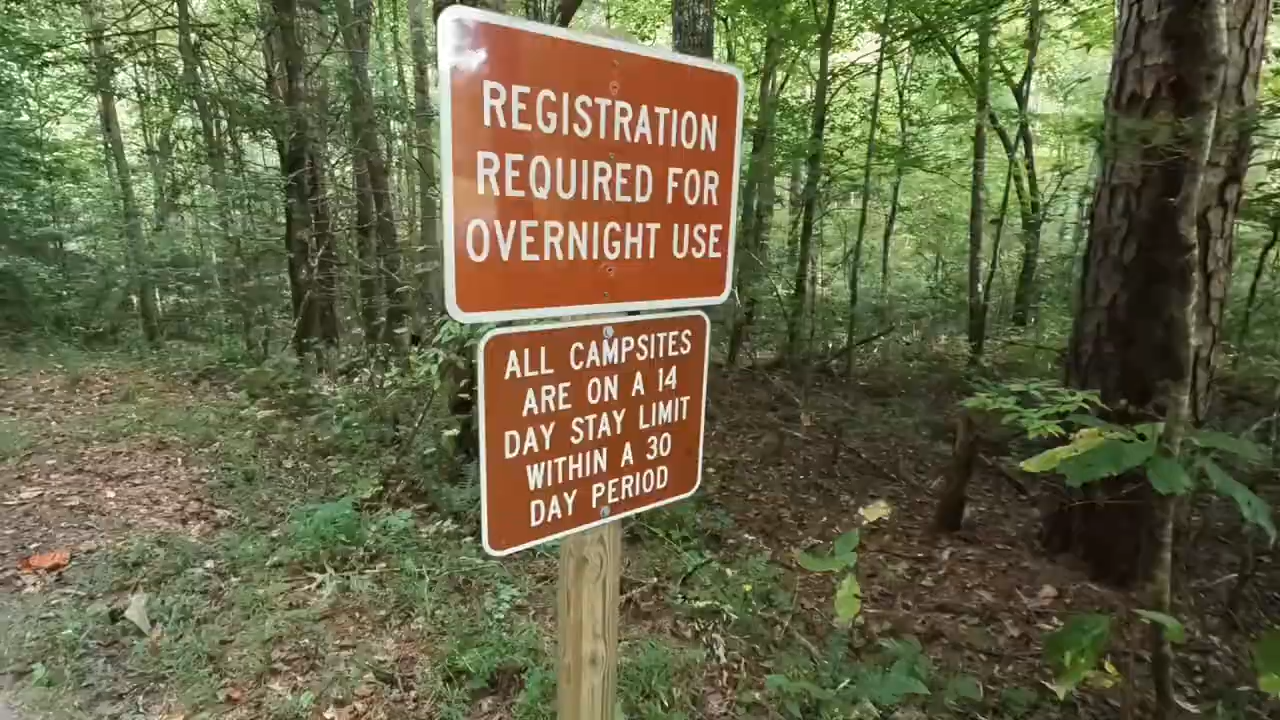 REGISTRATION
REQUIRED FOR
OVERNIGHT USE
ALL CAMPSITES
ARE ON A 14
DAY STAY LIMIT
WITHIN A 30
DAY PERIOD